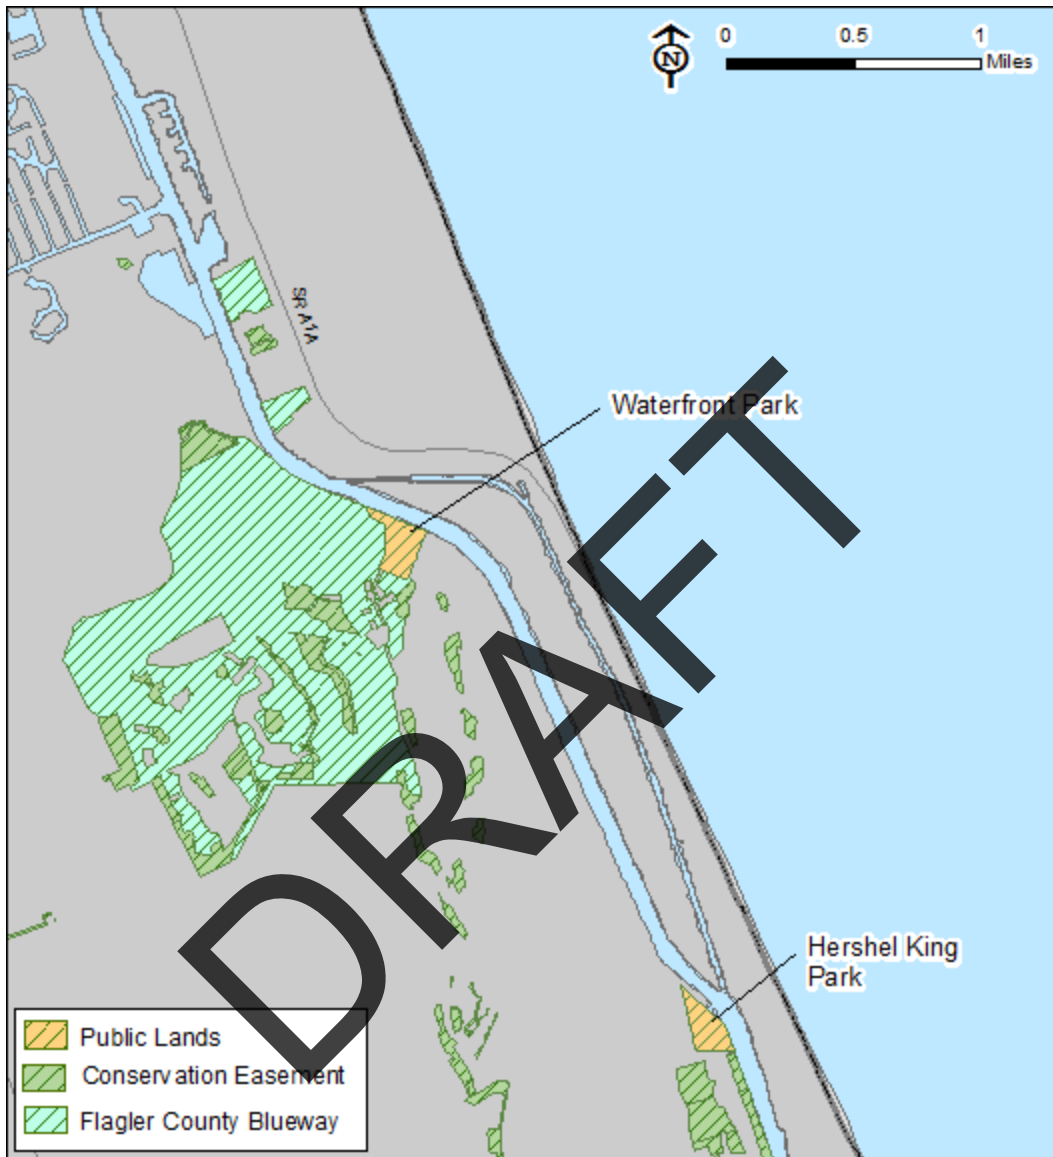 0 0.5 1
Miles
N
SR A1A
Waterfront Park
DRAFT
Hershel King
Park
Public Lands
Conservation Easement
Flagler County Blueway